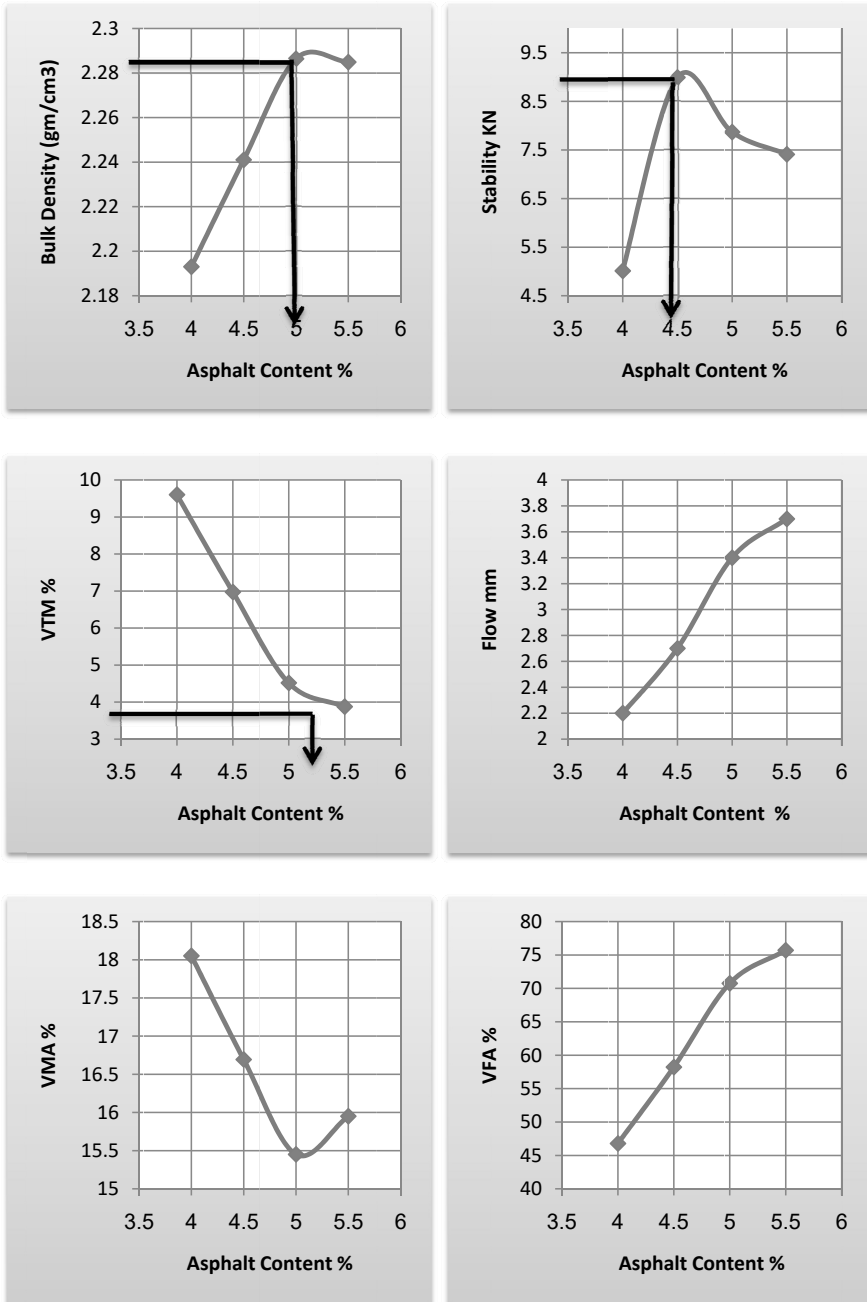 Bulk Density (gm/cm3)
2.3
2.28
2.26
2.24
2.22
2.2
2.18
3.5 4 4.5 5 5.5 6
Asphalt Content %
Stability KN
9.5
8.5
7.5
6.5
5.5
4.5
3.5 4 4.5 5 5.5 6
Asphalt Content %
VTM %
10
9
8
7
6
5
4
3
3.5 4 4.5 5 5.5 6
Asphalt Content %
Flow mm
4
3.8
3.6
3.4
3.2
3
2.8
2.6
2.4
2.2
2
3.5 4 4.5 5 5.5 6
Asphalt Content %
VMA %
18.5
18
17.5
17
16.5
16
15.5
15
3.5 4 4.5 5 5.5 6
Asphalt Content %
VFA %
80
75
70
65
60
55
50
45
40
3.5 4 4.5 5 5.5 6
Asphalt Content %